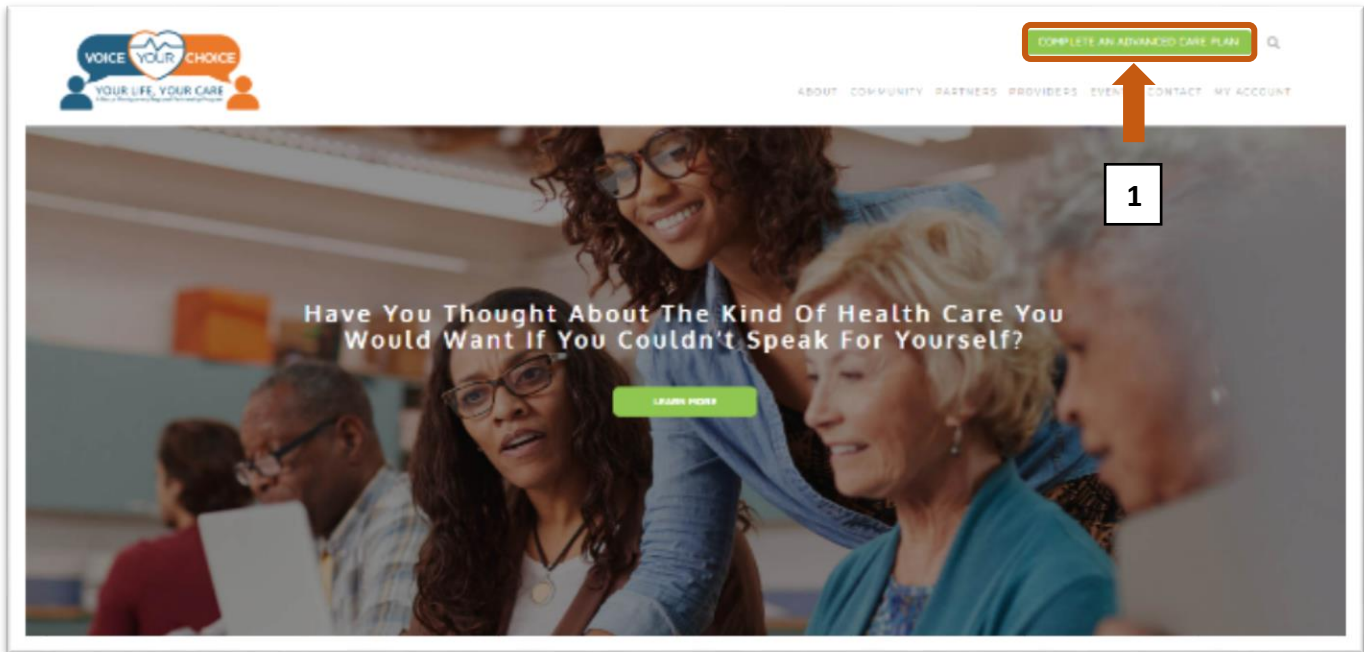 VOICE YOUR CHOICE
YOUR LIFE, YOUR CARE
COMPLETE AN ADVANCED CARE PLAN
ABOUT COMMUNITY PARTNERS PROVIDERS CONTACT MY ACCOUNT
1
Have You Thought About The Kind Of Health Care You
Would Want If You Couldn't Speak For Yourself?
LEARN MORE